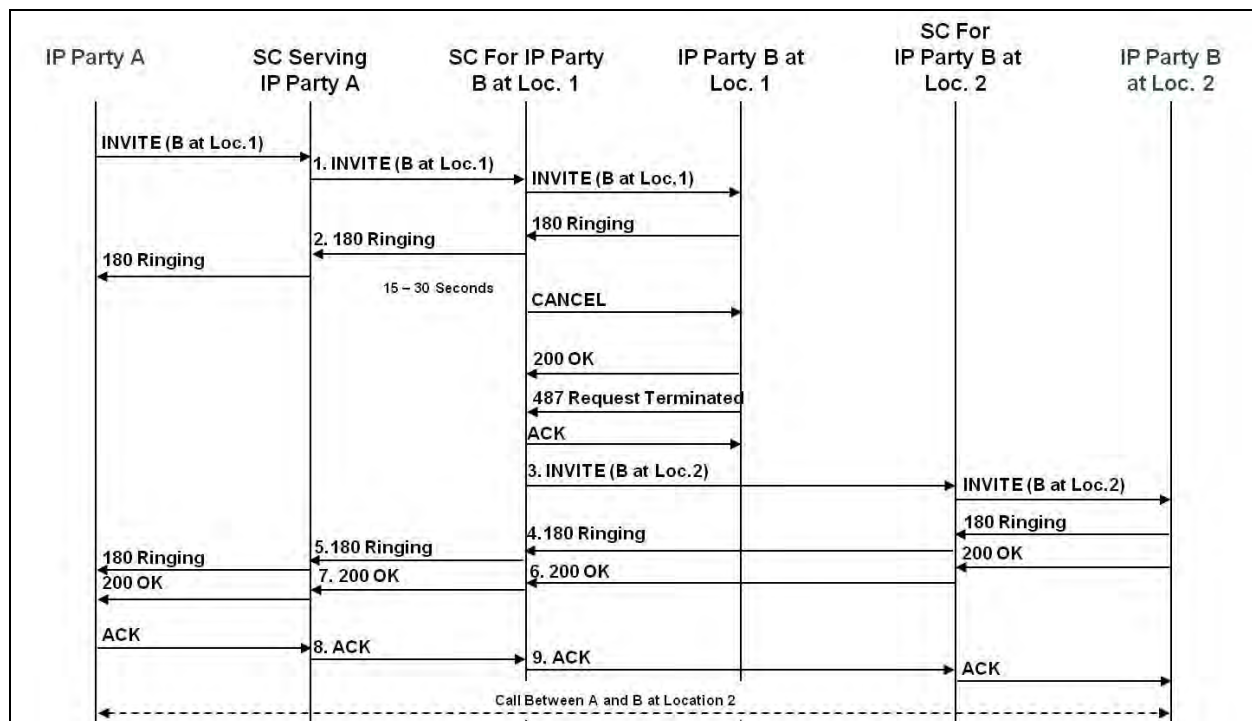 IP Party A
SC Serving
IP Party A
SC For IP Party
B at Loc. 1
IP Party B at
Loc. 1
SC For
IP Party B at
Loc. 2
IP Party B
at Loc. 2
INVITE (B at Loc.1)
1. INVITE (B at Loc.1)
INVITE (B at Loc.1)
180 Ringing
2. 180 Ringing
180 Ringing
15 – 30 Seconds
CANCEL
200 OK
487 Request Terminated
ACK
3. INVITE (B at Loc.2)
INVITE (B at Loc.2)
180 Ringing
4.180 Ringing
5.180 Ringing
180 Ringing
200 OK
6. 200 OK
7. 200 OK
200 OK
ACK
8. ACK
9. ACK
ACK
Call Between A and B at Location 2